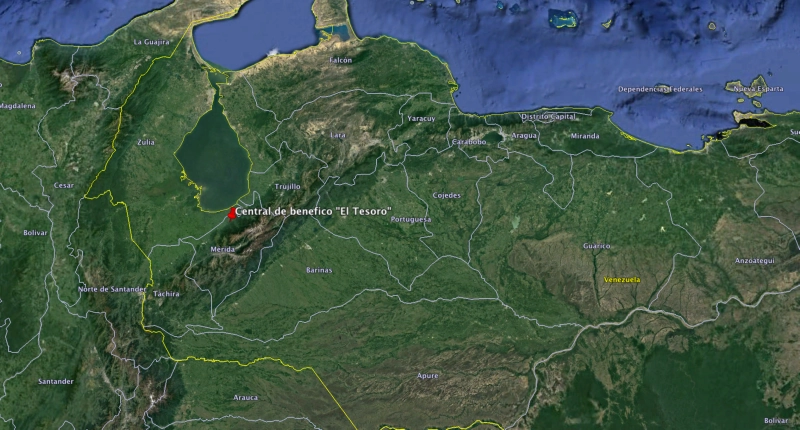 La Guajira
Falcón
Magdalena
Dependencias Federales
Nueva Esparta
Yaracuy
Distrito Capital
Zulia
Lara
Carabobo
Aragua
Miranda
Su
Cesar
Trujillo
Cojedes
Central de benefico "El Tesoro"
Portuguesa
Bolívar
Mérida
Guárico
Anzoátegui
Barinas
Venezuela
Norte de Santander
Táchira
Santander
Apure
Arauca
Bolívar